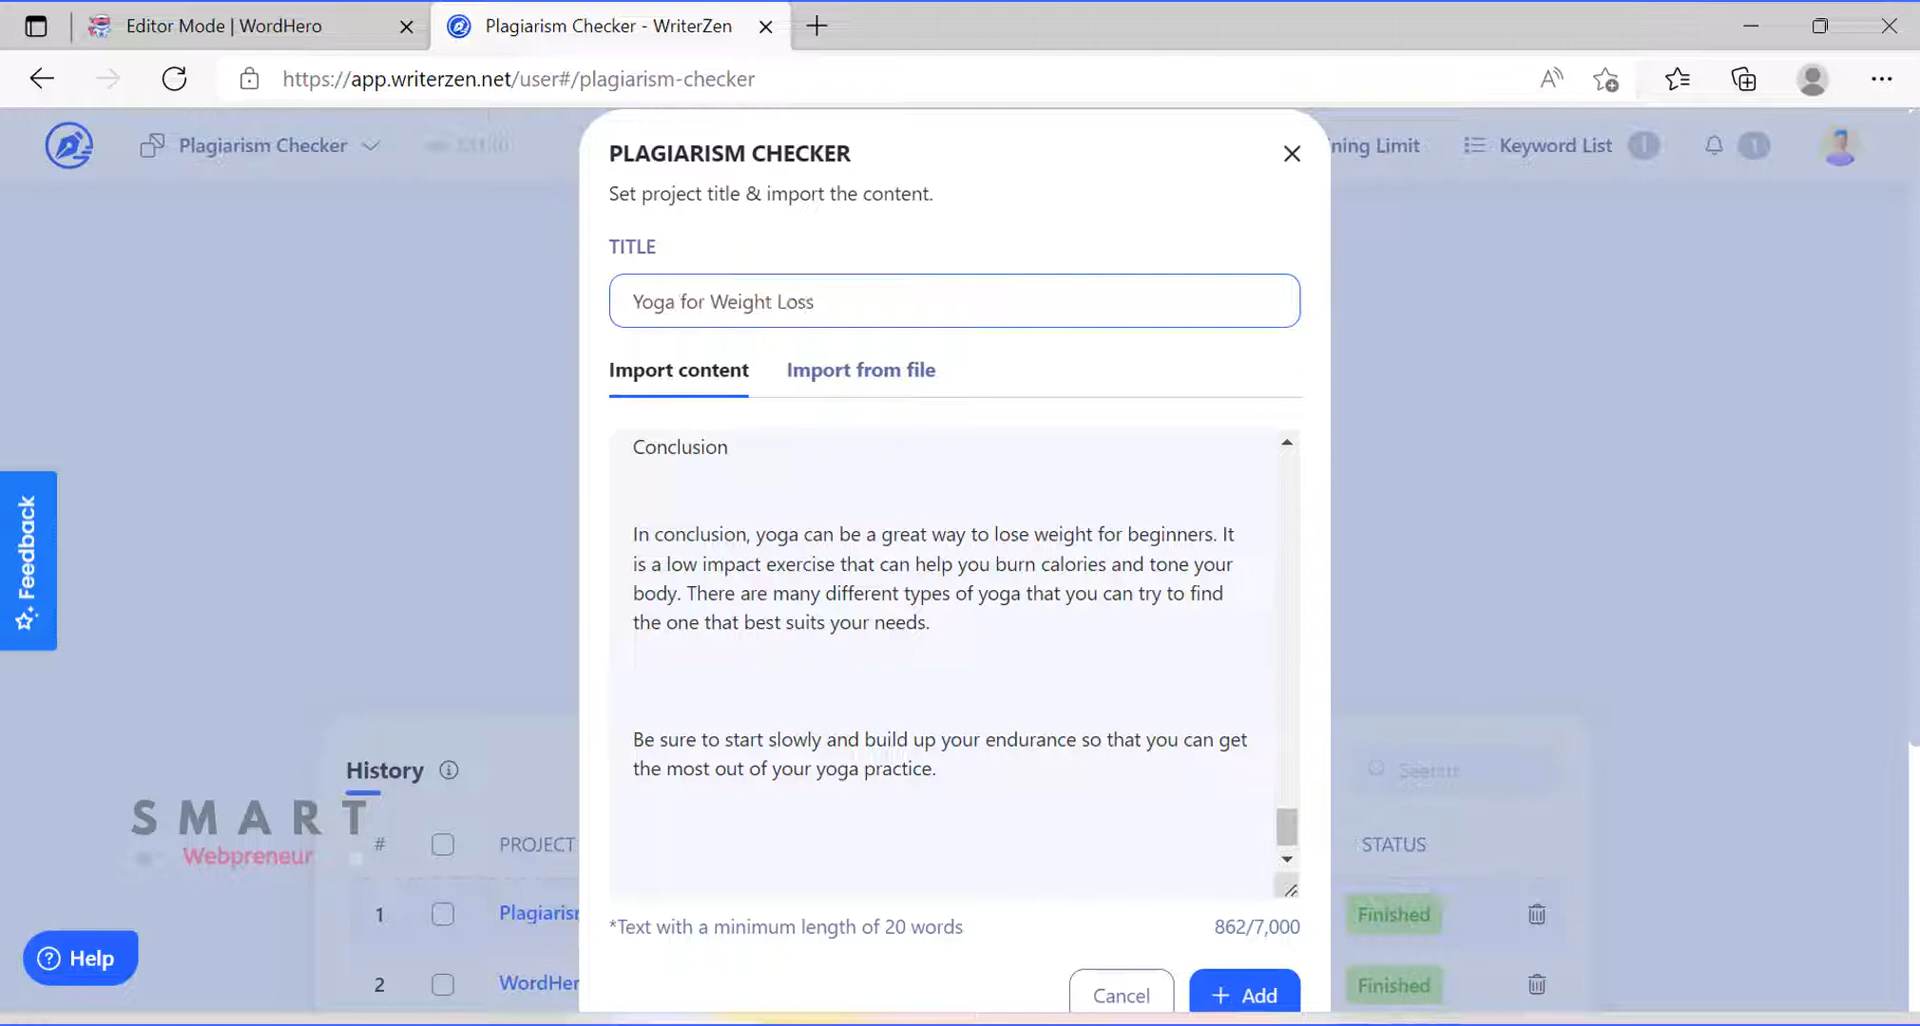 Editor Mode | WordHero
Plagiarism Checker - WriterZen
https://app.writerzen.net/user#/plagiarism-checker
Plagiarism Checker
ning Limit
Keyword List
1
PLAGIARISM CHECKER
Set project title & import the content.
TITLE
Yoga for Weight Loss
Import content
Import from file
Conclusion
In conclusion, yoga can be a great way to lose weight for beginners. It
is a low impact exercise that can help you burn calories and tone your
body. There are many different types of yoga that you can try to find
the one that best suits your needs.
Be sure to start slowly and build up your endurance so that you can get
the most out of your yoga practice.
*Text with a minimum length of 20 words
862/7,000
Cancel
+ Add
Feedback
History
SMART
Webpreneur
#
PROJECT
STATUS
1
Plagiaris
Finished
2
WordHer
Finished
Help